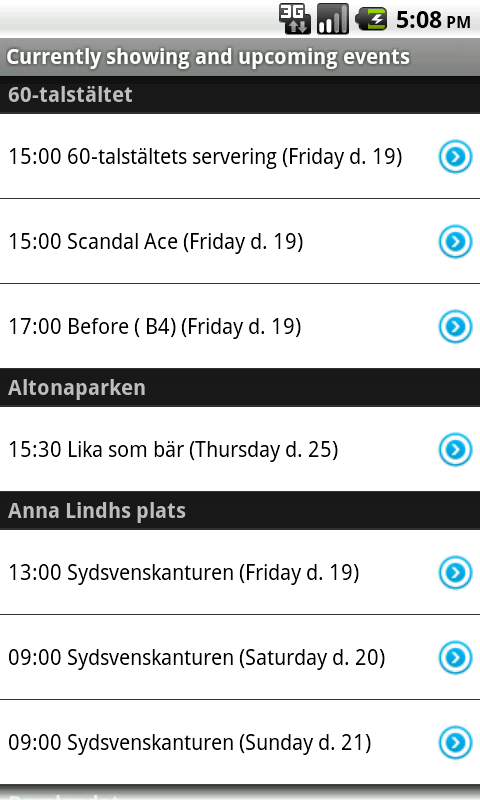 3G 5:08 PM
Currently showing and upcoming events
60-talstältet
15:00 60-talstältets servering (Friday d. 19)
15:00 Scandal Ace (Friday d. 19)
17:00 Before ( B4) (Friday d. 19)
Altonaparken
15:30 Lika som bär (Thursday d. 25)
Anna Lindhs plats
13:00 Sydsvenskanturen (Friday d. 19)
09:00 Sydsvenskanturen (Saturday d. 20)
09:00 Sydsvenskanturen (Sunday d. 21)